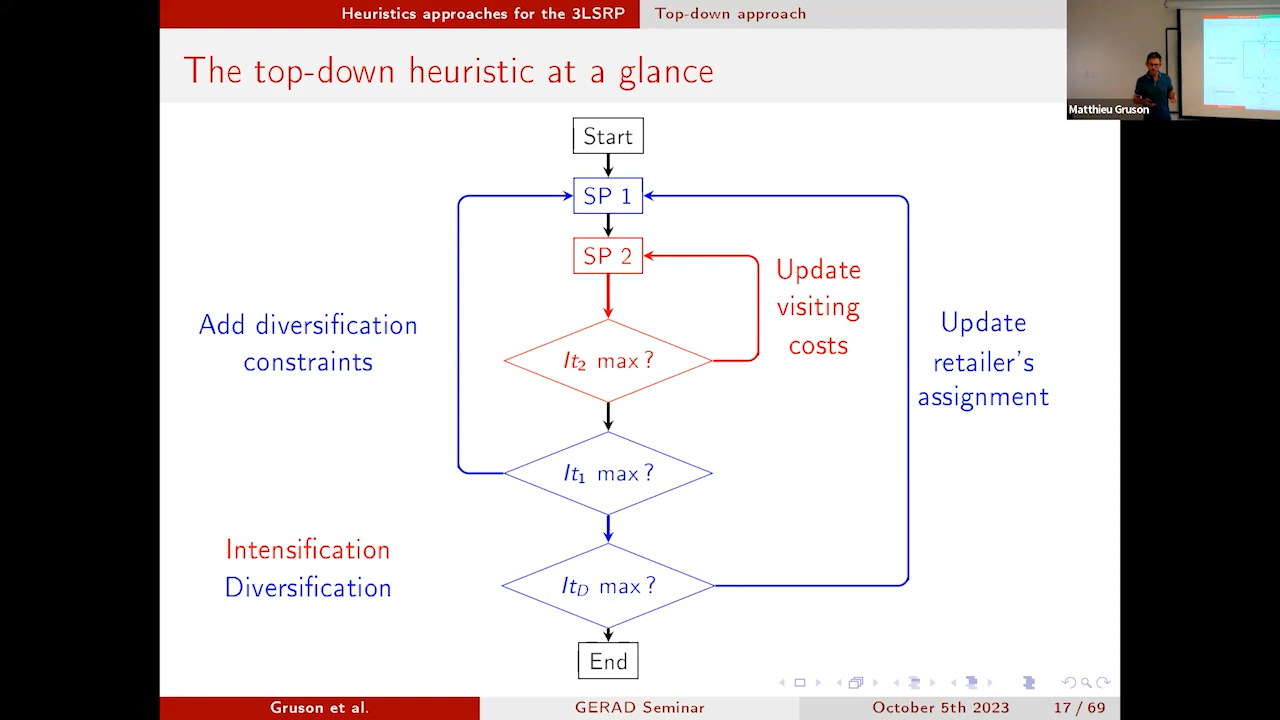 Heuristics approaches for the 3LSRP
Top-down approach
The top-down heuristic at a glance
Matthieu Gruson
Start
SP 1
SP 2
Update
visiting
costs
Add diversification
constraints
Update
retailer's
assignment
It₂ max ?
It₁ max ?
Intensification
Diversification
It_D max ?
End
Gruson et al.
GERAD Seminar
October 5th 2023
17 / 69